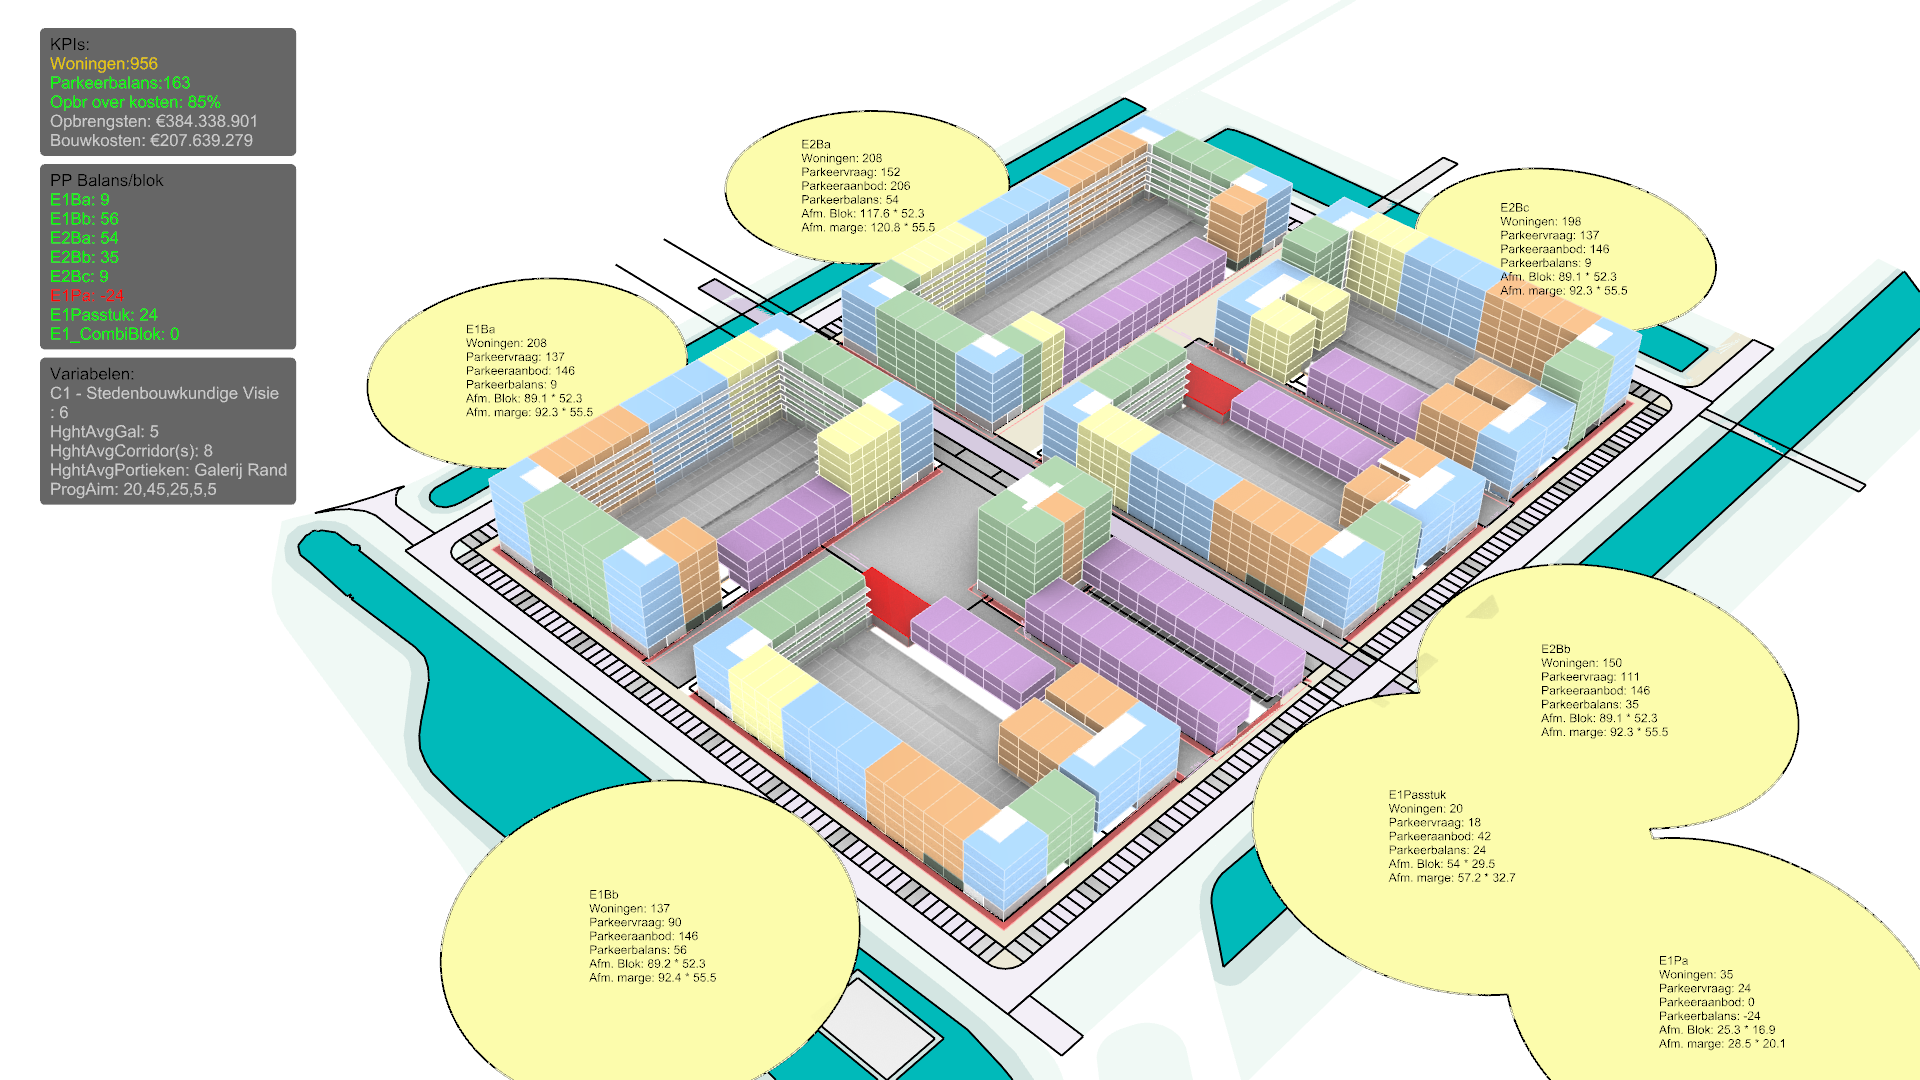 KPIs:
Woningen:956
Parkeerbalans:163
Opbr over kosten: 85%
Opbrengsten: €384.338.901
Bouwkosten: €207.639.279
PP Balans/blok
E1Ba: 9
E1Bb: 56
E2Ba: 54
E2Bb: 35
E2Bc: 9
E1Pa: -24
E1Passtuk: 24
E1_CombiBlok: 0
Variabelen:
C1 - Stedenbouwkundige Visie
: 6
HghtAvgGal: 5
HghtAvgCorridor(s): 8
HghtAvgPortieken: Galerij Rand
ProgAim: 20,45,25,5,5
E2Ba
Woningen: 208
Parkeervraag: 152
Parkeeraanbod: 206
Parkeerbalans: 54
Afm. Blok: 117.6 * 52.3
Afm. marge: 120.8 * 55.5
E2Bc
Woningen: 198
Parkeervraag: 137
Parkeeraanbod: 146
Parkeerbalans: 9
Afm. Blok: 89.1 * 52.3
Afm. marge: 92.3 * 55.5
E1Ba
Woningen: 208
Parkeervraag: 137
Parkeeraanbod: 146
Parkeerbalans: 9
Afm. Blok: 89.1 * 52.3
Afm. marge: 92.3 * 55.5
E2Bb
Woningen: 150
Parkeervraag: 111
Parkeeraanbod: 146
Parkeerbalans: 35
Afm. Blok: 89.1 * 52.3
Afm. marge: 92.3 * 55.5
E1Passtuk
Woningen: 20
Parkeervraag: 18
Parkeeraanbod: 42
Parkeerbalans: 24
Afm. Blok: 54 * 29.5
Afm. marge: 57.2 * 32.7
E1Bb
Woningen: 137
Parkeervraag: 90
Parkeeraanbod: 146
Parkeerbalans: 56
Afm. Blok: 89.2 * 52.3
Afm. marge: 92.4 * 55.5
E1Pa
Woningen: 35
Parkeervraag: 24
Parkeeraanbod: 0
Parkeerbalans: -24
Afm. Blok: 25.3 * 16.9
Afm. marge: 28.5 * 20.1